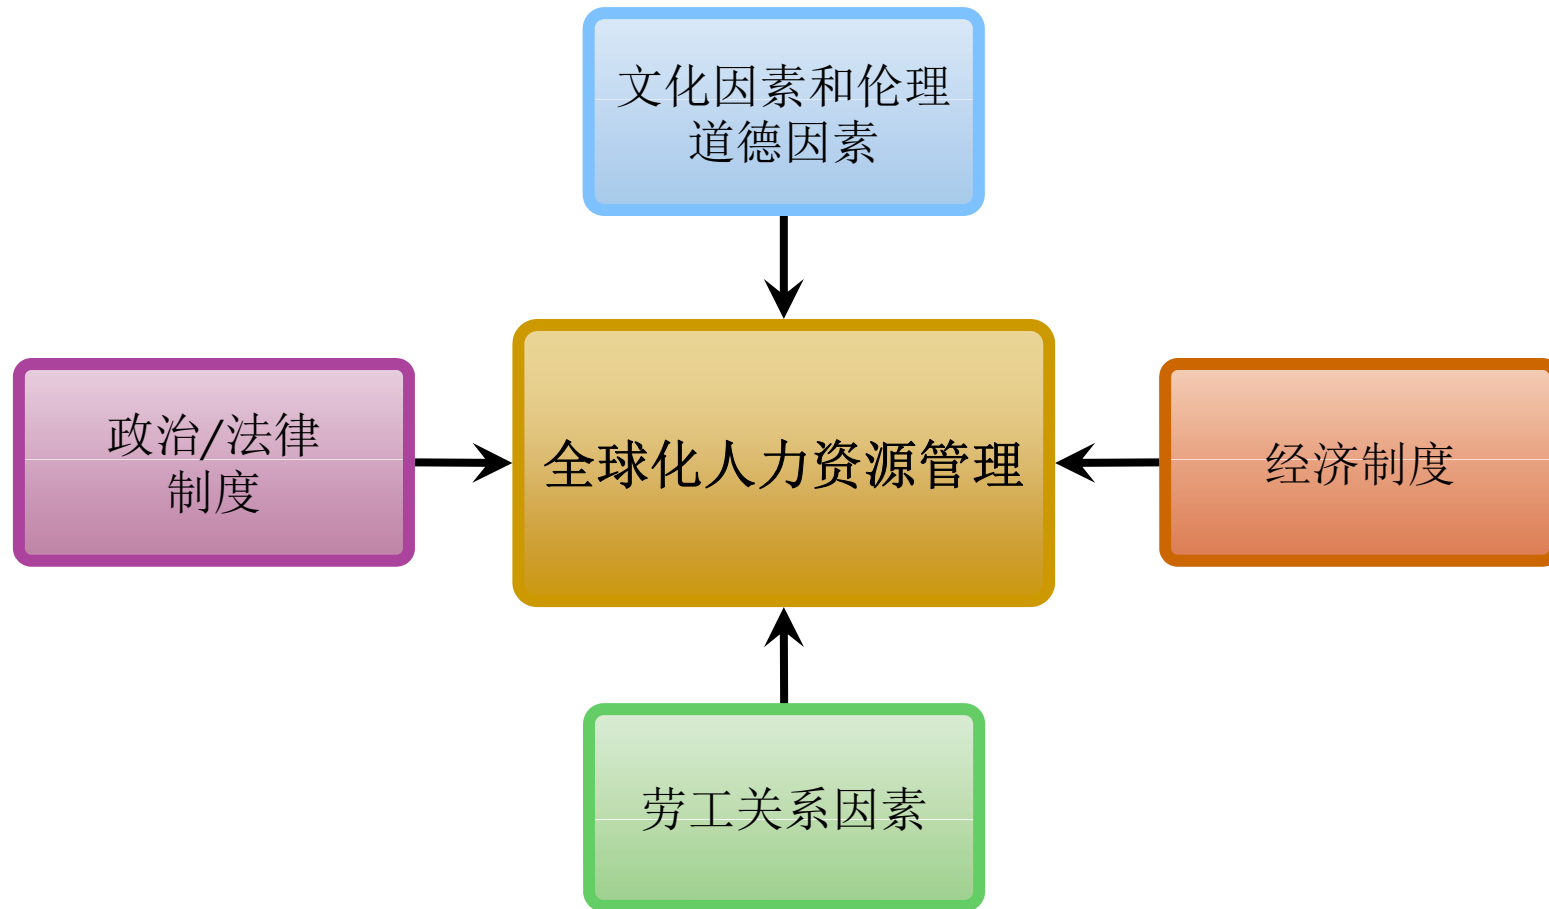 文化因素和伦理
道德因素
政治/法律
制度
全球化人力资源管理
经济制度
劳工关系因素